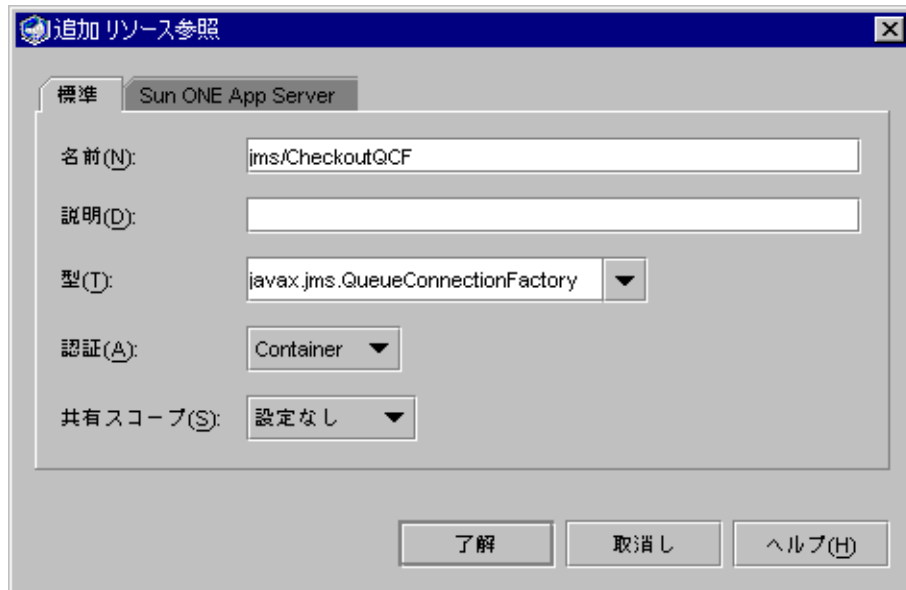 追加 リソース参照
標準 Sun ONE App Server
名前(N): jms/CheckoutQCF
説明(D):
型(T): javax.jms.QueueConnectionFactory
認証(A): Container
共有スコープ(S): 設定なし
了解 取消し ヘルプ(H)